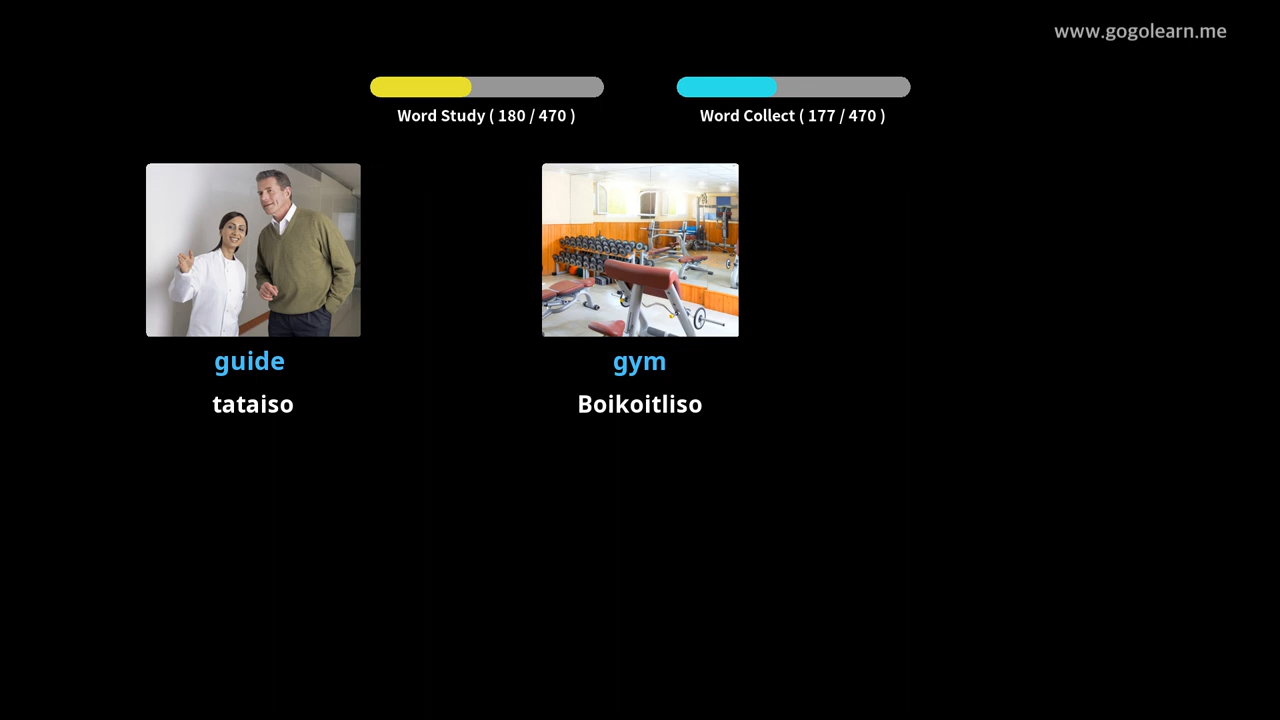 www.gogolearn.me
Word Study ( 180 / 470 )
Word Collect ( 177 / 470 )
guide
gym
tataiso
Boikoitliso